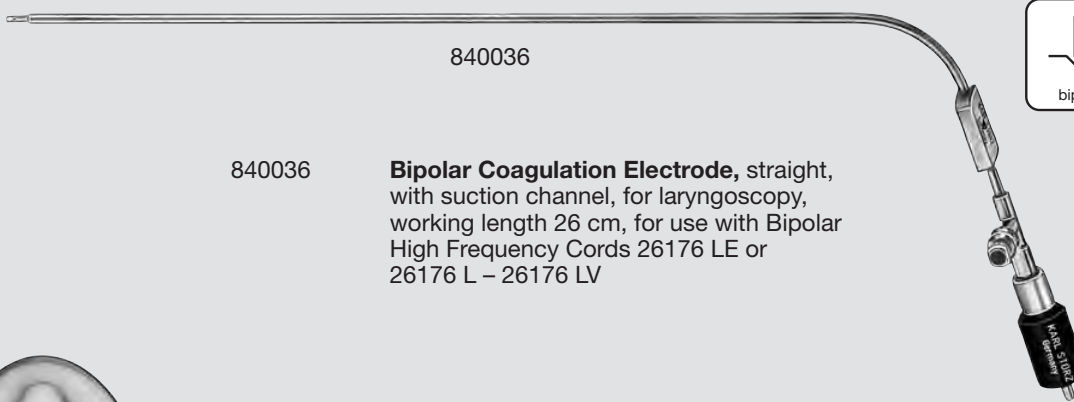 840036
840036 Bipolar Coagulation Electrode, straight,
with suction channel, for laryngoscopy,
working length 26 cm, for use with Bipolar
High Frequency Cords 26176 LE or
26176 L – 26176 LV
KARL STORZ
Germany